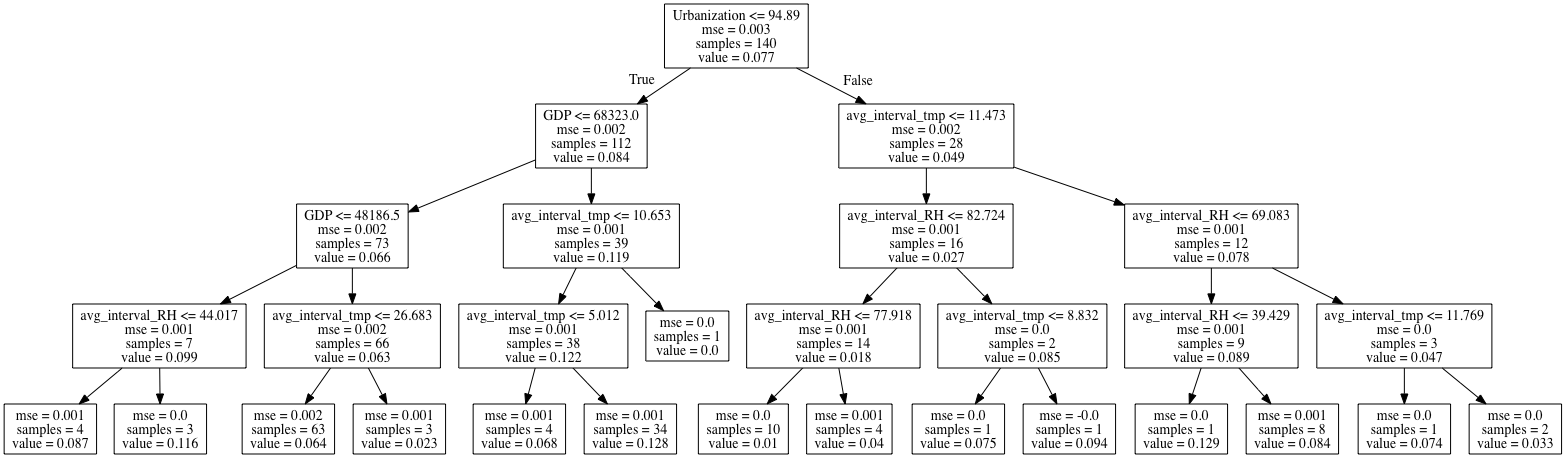 Urbanization <= 94.89
mse = 0.003
samples = 140
value = 0.077
True
False
GDP <= 68323.0
mse = 0.002
samples = 112
value = 0.084
avg_interval_tmp <= 11.473
mse = 0.002
samples = 28
value = 0.049
GDP <= 48186.5
mse = 0.002
samples = 73
value = 0.066
avg_interval_tmp <= 10.653
mse = 0.001
samples = 39
value = 0.119
avg_interval_RH <= 82.724
mse = 0.001
samples = 16
value = 0.027
avg_interval_RH <= 69.083
mse = 0.001
samples = 12
value = 0.078
avg_interval_RH <= 44.017
mse = 0.001
samples = 7
value = 0.099
avg_interval_tmp <= 26.683
mse = 0.002
samples = 66
value = 0.063
avg_interval_tmp <= 5.012
mse = 0.001
samples = 38
value = 0.122
mse = 0.0
samples = 1
value = 0.0
avg_interval_RH <= 77.918
mse = 0.001
samples = 14
value = 0.018
avg_interval_tmp <= 8.832
mse = 0.0
samples = 2
value = 0.085
avg_interval_RH <= 39.429
mse = 0.001
samples = 9
value = 0.089
avg_interval_tmp <= 11.769
mse = 0.0
samples = 3
value = 0.047
mse = 0.001
samples = 4
value = 0.087
mse = 0.0
samples = 3
value = 0.116
mse = 0.002
samples = 63
value = 0.064
mse = 0.001
samples = 3
value = 0.023
mse = 0.001
samples = 4
value = 0.068
mse = 0.001
samples = 34
value = 0.128
mse = 0.0
samples = 10
value = 0.01
mse = 0.001
samples = 4
value = 0.04
mse = 0.0
samples = 1
value = 0.075
mse = -0.0
samples = 1
value = 0.094
mse = 0.0
samples = 1
value = 0.129
mse = 0.001
samples = 8
value = 0.084
mse = 0.0
samples = 1
value = 0.074
mse = 0.0
samples = 2
value = 0.033